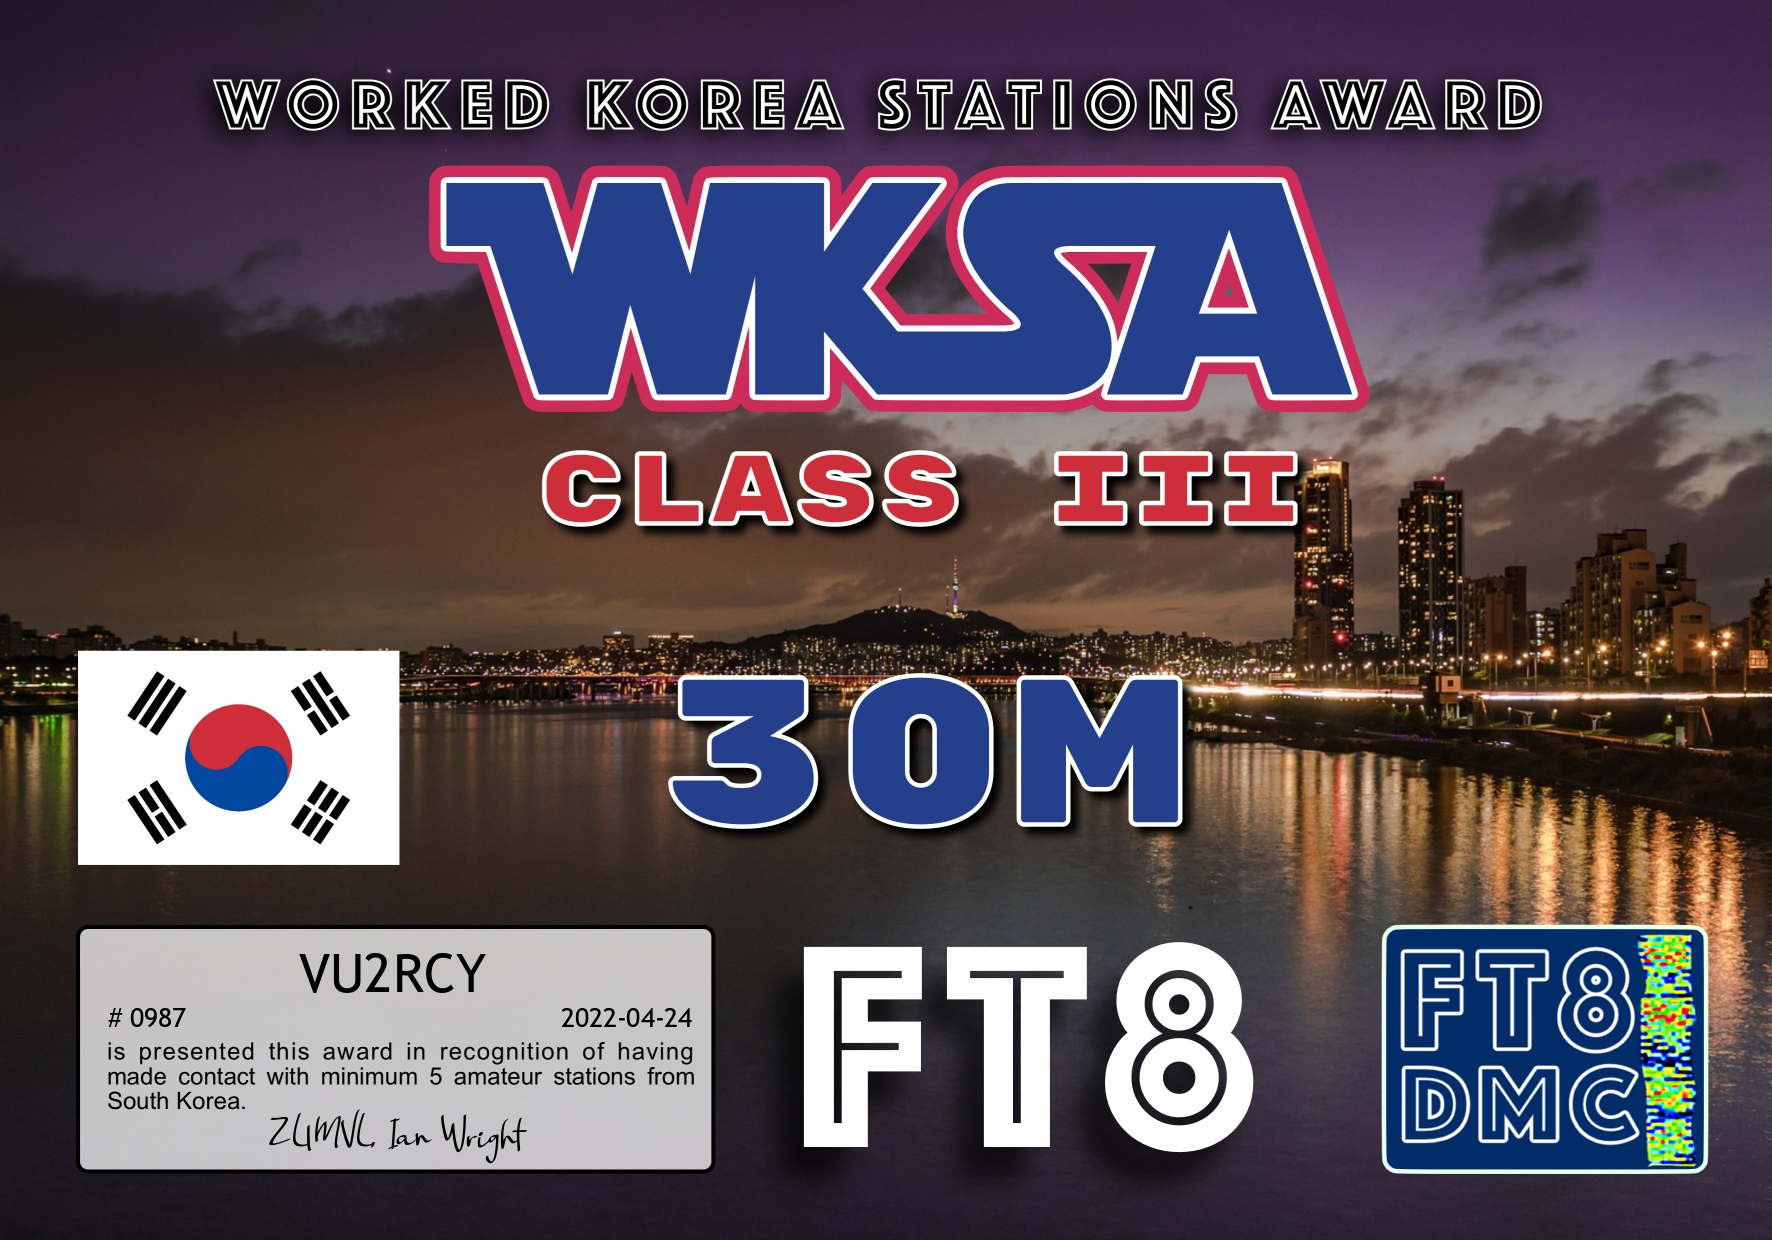 WORKED KOREA STATIONS AWARD
WKSA
CLASS III
30M
VU2RCY
# 0987 2022-04-24
is presented this award in recognition of having
made contact with minimum 5 amateur stations from
South Korea.
ZL4MVL, Ian Wright
FT8
FT8
DMC